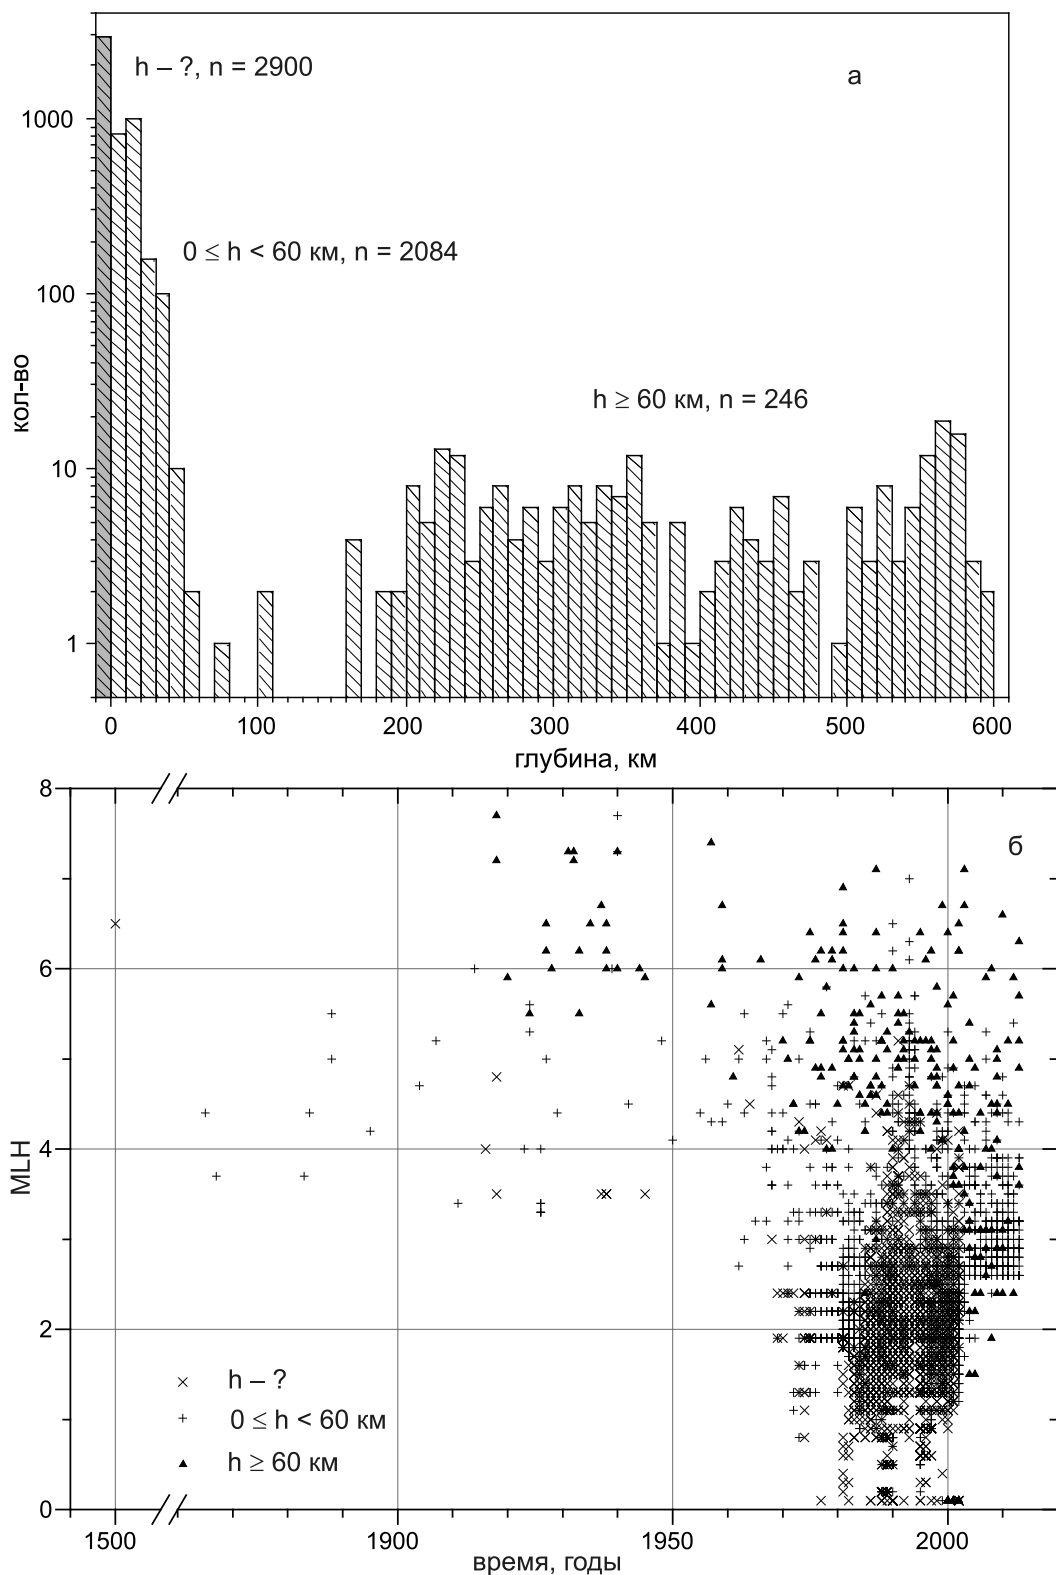 h – ?, n = 2900
а
1000
0 ≤ h < 60 км, n = 2084
100
кол-во
h ≥ 60 км, n = 246
10
1
0 100 200 300 400 500 600
глубина, км
8
б
6
4
MLH
2
h – ?
0 ≤ h < 60 км
h ≥ 60 км
0
1500 1900 1950 2000
время, годы